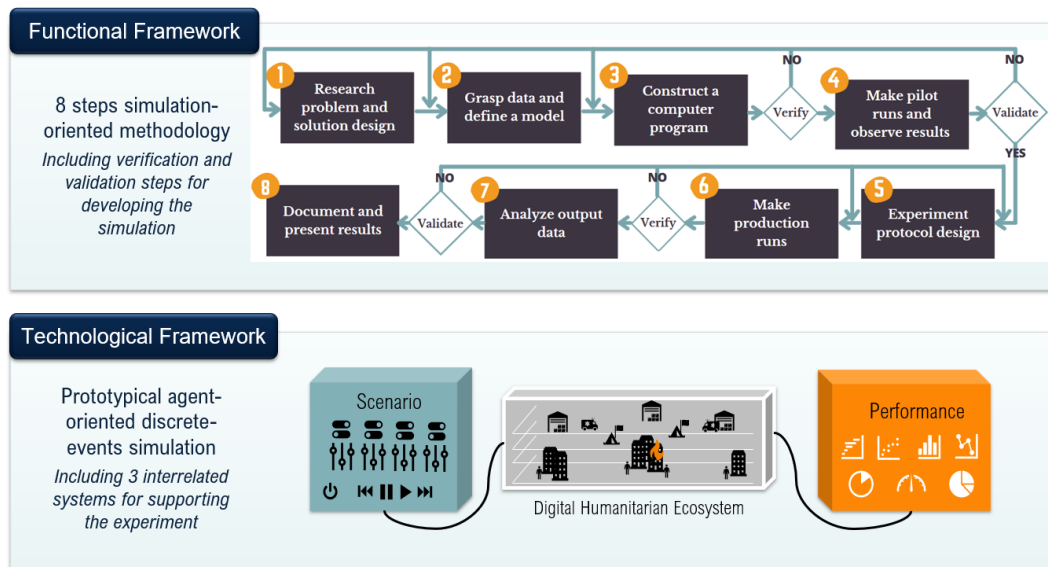 Functional Framework
8 steps simulation-
oriented methodology
Including verification and
validation steps for
developing the
simulation
1
Research
problem and
solution design
2
Grasp data and
define a model
3
Construct a
computer
program
NO
Verify
4
Make pilot
runs and
observe results
NO
Validate
YES
5
Experiment
protocol design
6
Make
production
runs
NO
Verify
7
Analyze output
data
NO
Validate
8
Document and
present results
Technological Framework
Prototypical agent-
oriented discrete-
events simulation
Including 3 interrelated
systems for supporting
the experiment
Scenario
Digital Humanitarian Ecosystem
Performance